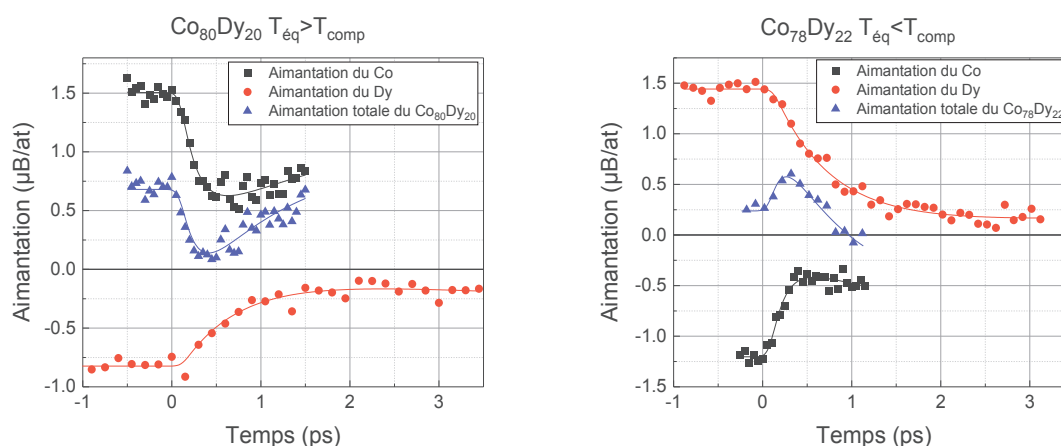 Co80Dy20 Téq>Tcomp
Aimantation (µB/at)
1.5
1.0
0.5
0.0
-0.5
-1.0
Aimantation du Co
Aimantation du Dy
Aimantation totale du Co80Dy20
-1 0 1 2 3
Temps (ps)
Co78Dy22 Téq<Tcomp
Aimantation (µB/at)
1.5
1.0
0.5
0.0
-0.5
-1.0
-1.5
Aimantation du Co
Aimantation du Dy
Aimantation totale du Co78Dy22
-1 0 1 2 3
Temps (ps)